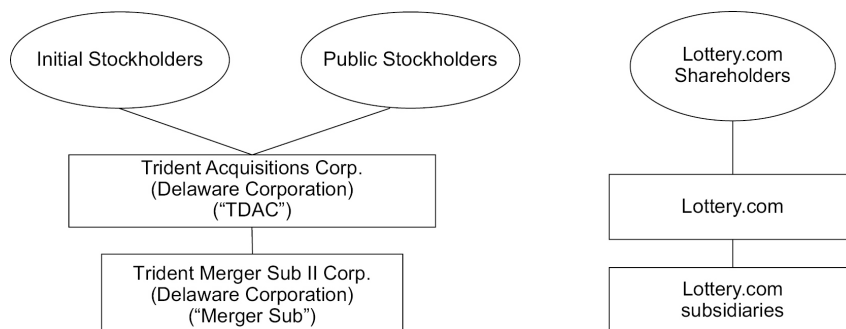 Initial Stockholders
Public Stockholders
Lottery.com
Shareholders
Trident Acquisitions Corp.
(Delaware Corporation)
(“TDAC”)
Lottery.com
Trident Merger Sub II Corp.
(Delaware Corporation)
(“Merger Sub”)
Lottery.com
subsidiaries